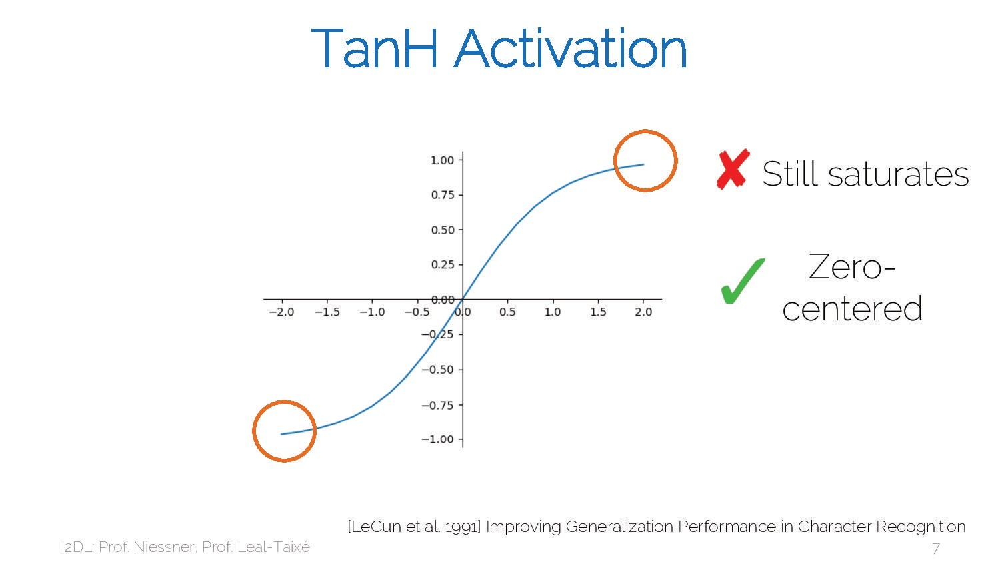 TanH Activation
1.00
0.75
0.50
0.25
0.00
−2.0 −1.5 −1.0 −0.5 0.0 0.5 1.0 1.5 2.0
−0.25
−0.50
−0.75
−1.00
Still saturates
Zero-
centered
[LeCun et al. 1991] Improving Generalization Performance in Character Recognition
I2DL: Prof. Niessner, Prof. Leal-Taixé
7